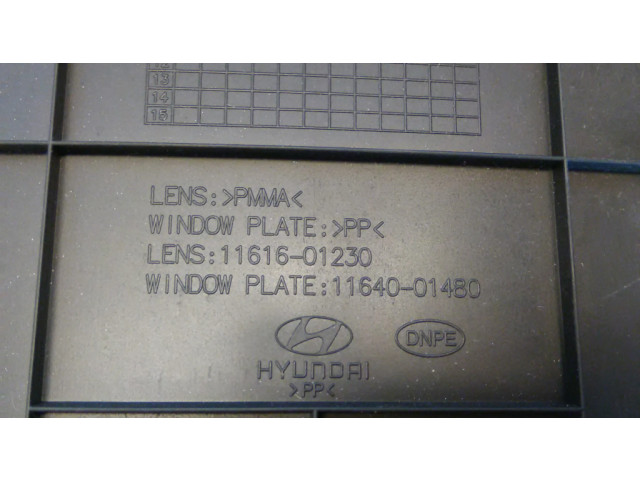 13
14
15
LENS:>PMMA<
WINDOW PLATE:>PP<
LENS:11616-01230
WINDOW PLATE:11640-01480
DNPE
HYUNDAI
>PP<